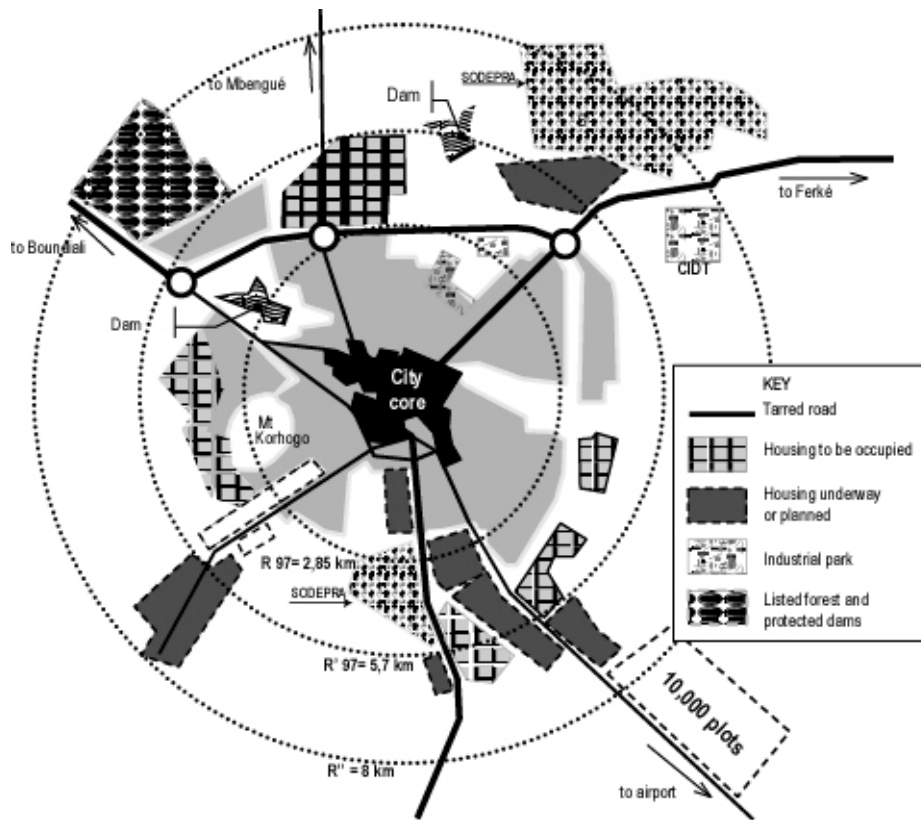 to Mbengué
SODEPRA
Dam
to Ferké
to Boundiali
CIDT
Dam
City
core
Mt
Korhogo
KEY
Tarred road
Housing to be occupied
Housing underway
or planned
Industrial park
Listed forest and
protected dams
R 97= 2,85 km
SODEPRA
R' 97= 5,7 km
10,000 plots
R'' = 8 km
to airport